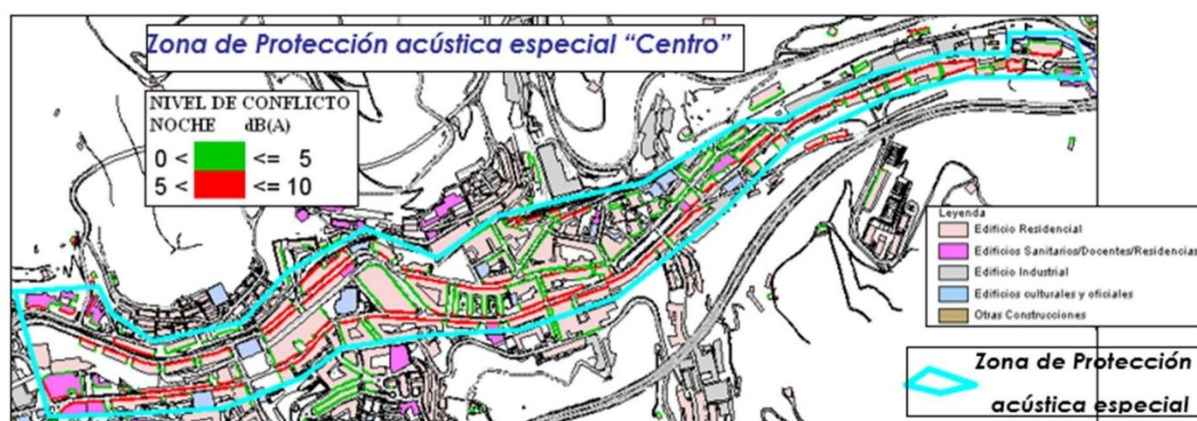 Zona de Protección acústica especial “Centro”
NIVEL DE CONFLICTO
NOCHE dB(A)
0 < <= 5
5 < <= 10
Leyenda
Edificio Residencial
Edificios Sanitarios/Docentes/Residencias
Edificio Industrial
Edificios culturales y oficiales
Otras Construcciones
Zona de Protección
acústica especial